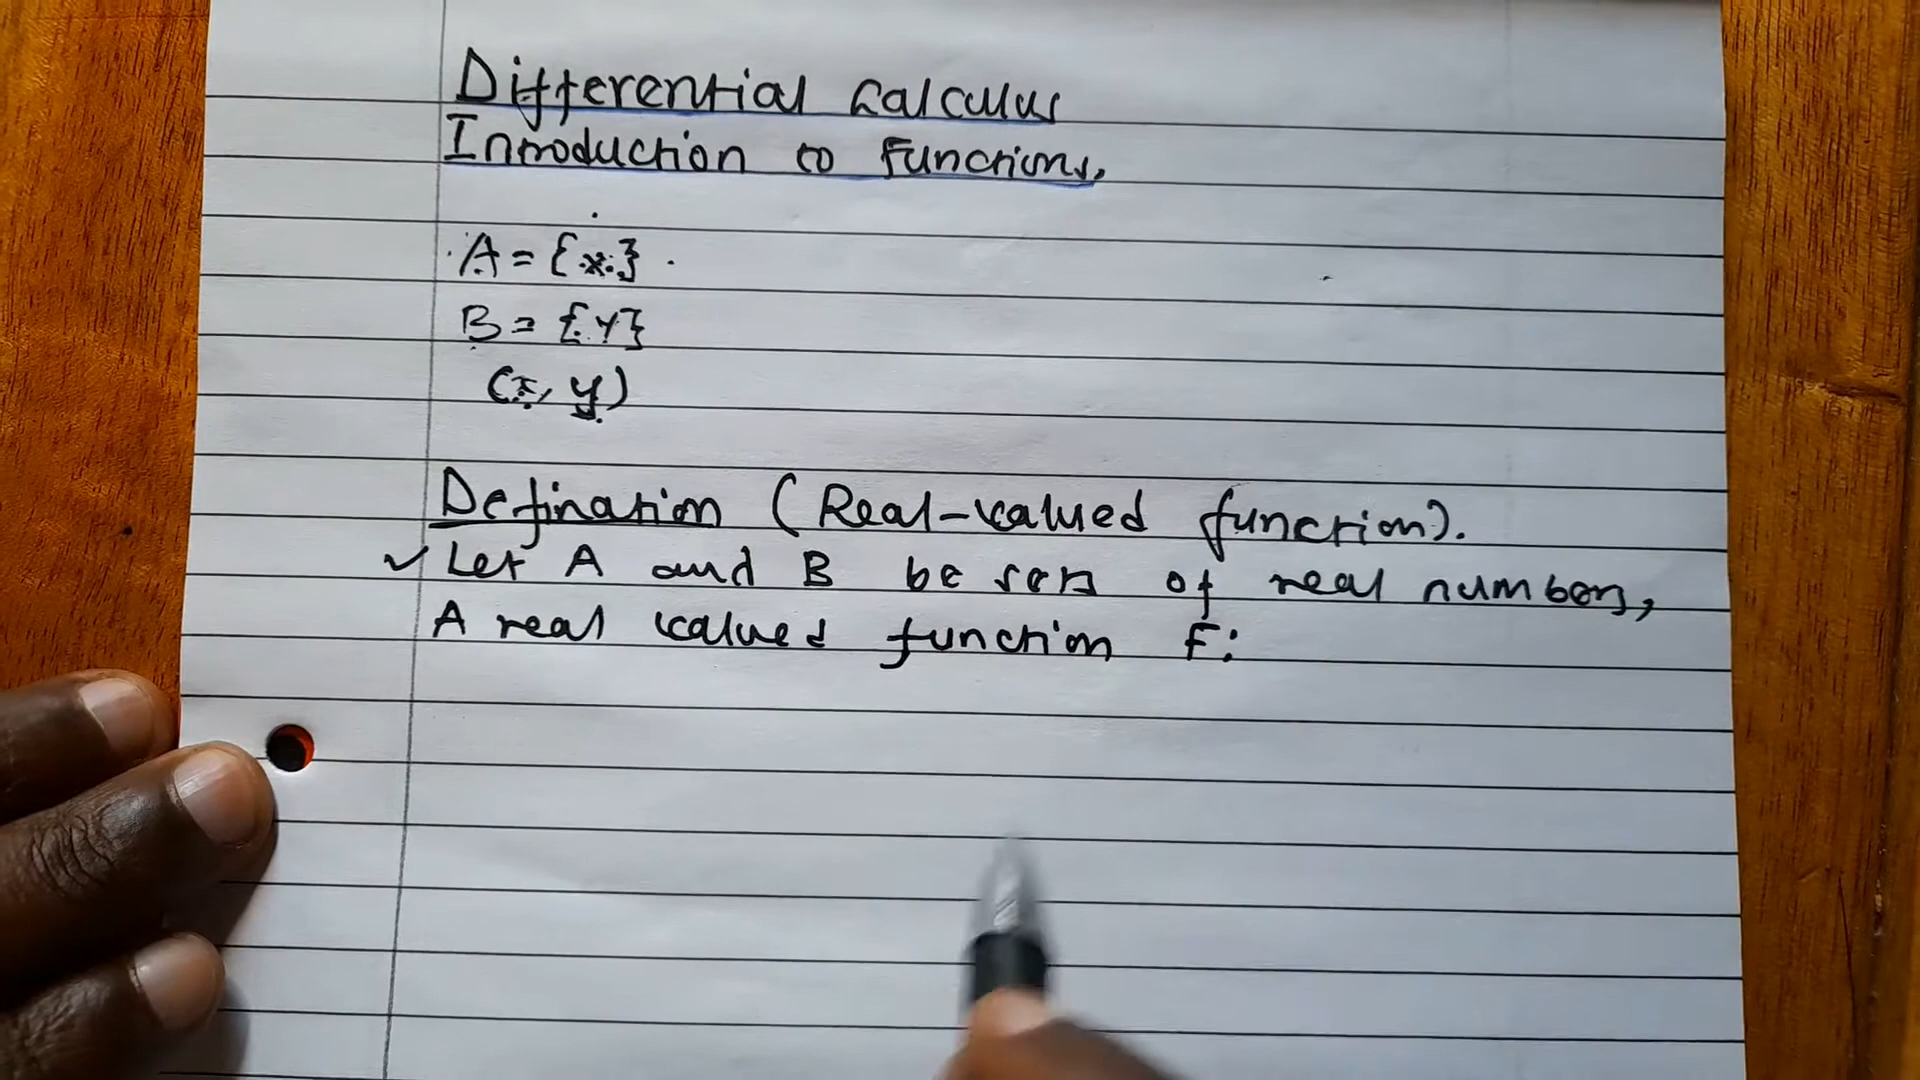 Differential Calculus
Introduction to Functions.
A = {x}
B = {Y}
(x, y)
Defination (Real-valued function).
✓ Let A and B be sets of real numbers,
A real valued function F: